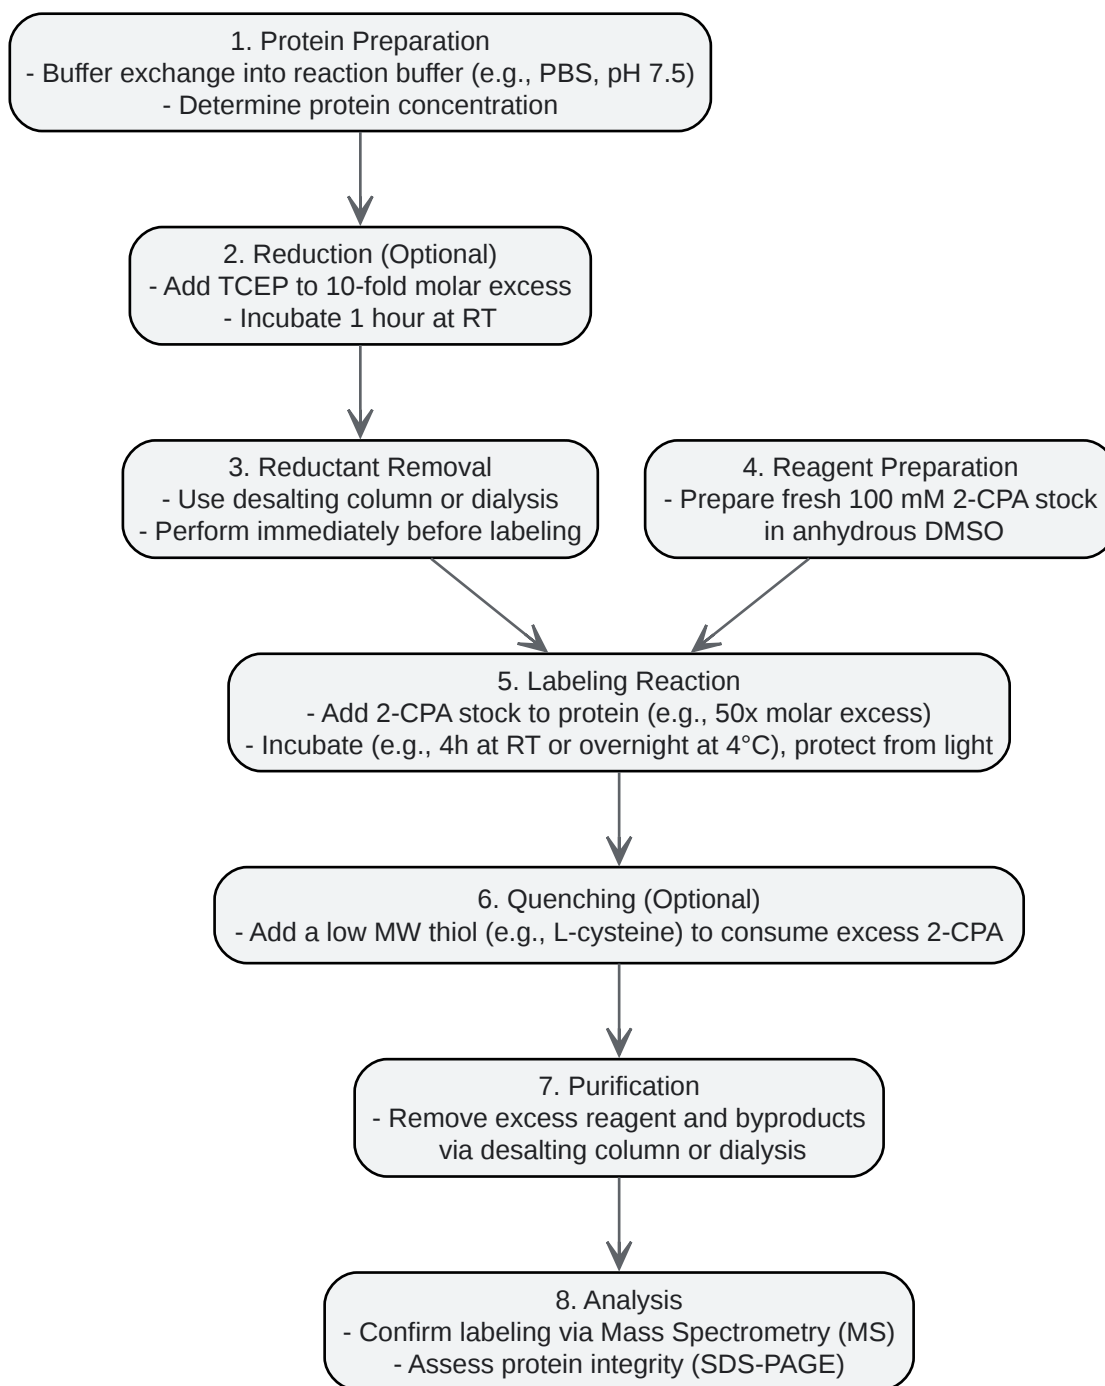 1. Protein Preparation
- Buffer exchange into reaction buffer (e.g., PBS, pH 7.5)
- Determine protein concentration
2. Reduction (Optional)
- Add TCEP to 10-fold molar excess
- Incubate 1 hour at RT
3. Reductant Removal
- Use desalting column or dialysis
- Perform immediately before labeling
4. Reagent Preparation
- Prepare fresh 100 mM 2-CPA stock
in anhydrous DMSO
5. Labeling Reaction
- Add 2-CPA stock to protein (e.g., 50x molar excess)
- Incubate (e.g., 4h at RT or overnight at 4°C), protect from light
6. Quenching (Optional)
- Add a low MW thiol (e.g., L-cysteine) to consume excess 2-CPA
7. Purification
- Remove excess reagent and byproducts
via desalting column or dialysis
8. Analysis
- Confirm labeling via Mass Spectrometry (MS)
- Assess protein integrity (SDS-PAGE)